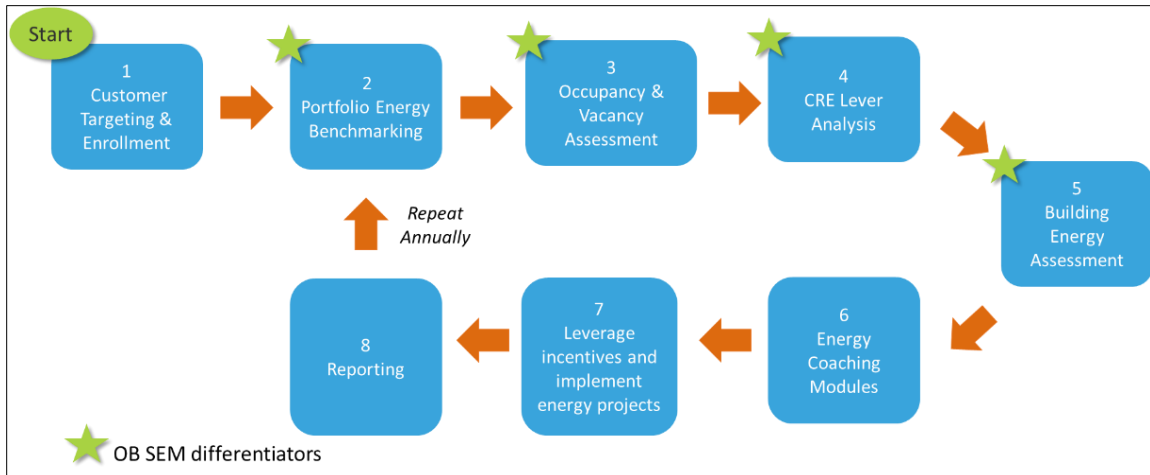 Start
1
Customer
Targeting &
Enrollment
2
Portfolio Energy
Benchmarking
3
Occupancy &
Vacancy
Assessment
4
CRE Lever
Analysis
5
Building
Energy
Assessment
6
Energy
Coaching
Modules
7
Leverage
incentives and
implement
energy projects
8
Reporting
Repeat
Annually
OB SEM differentiators